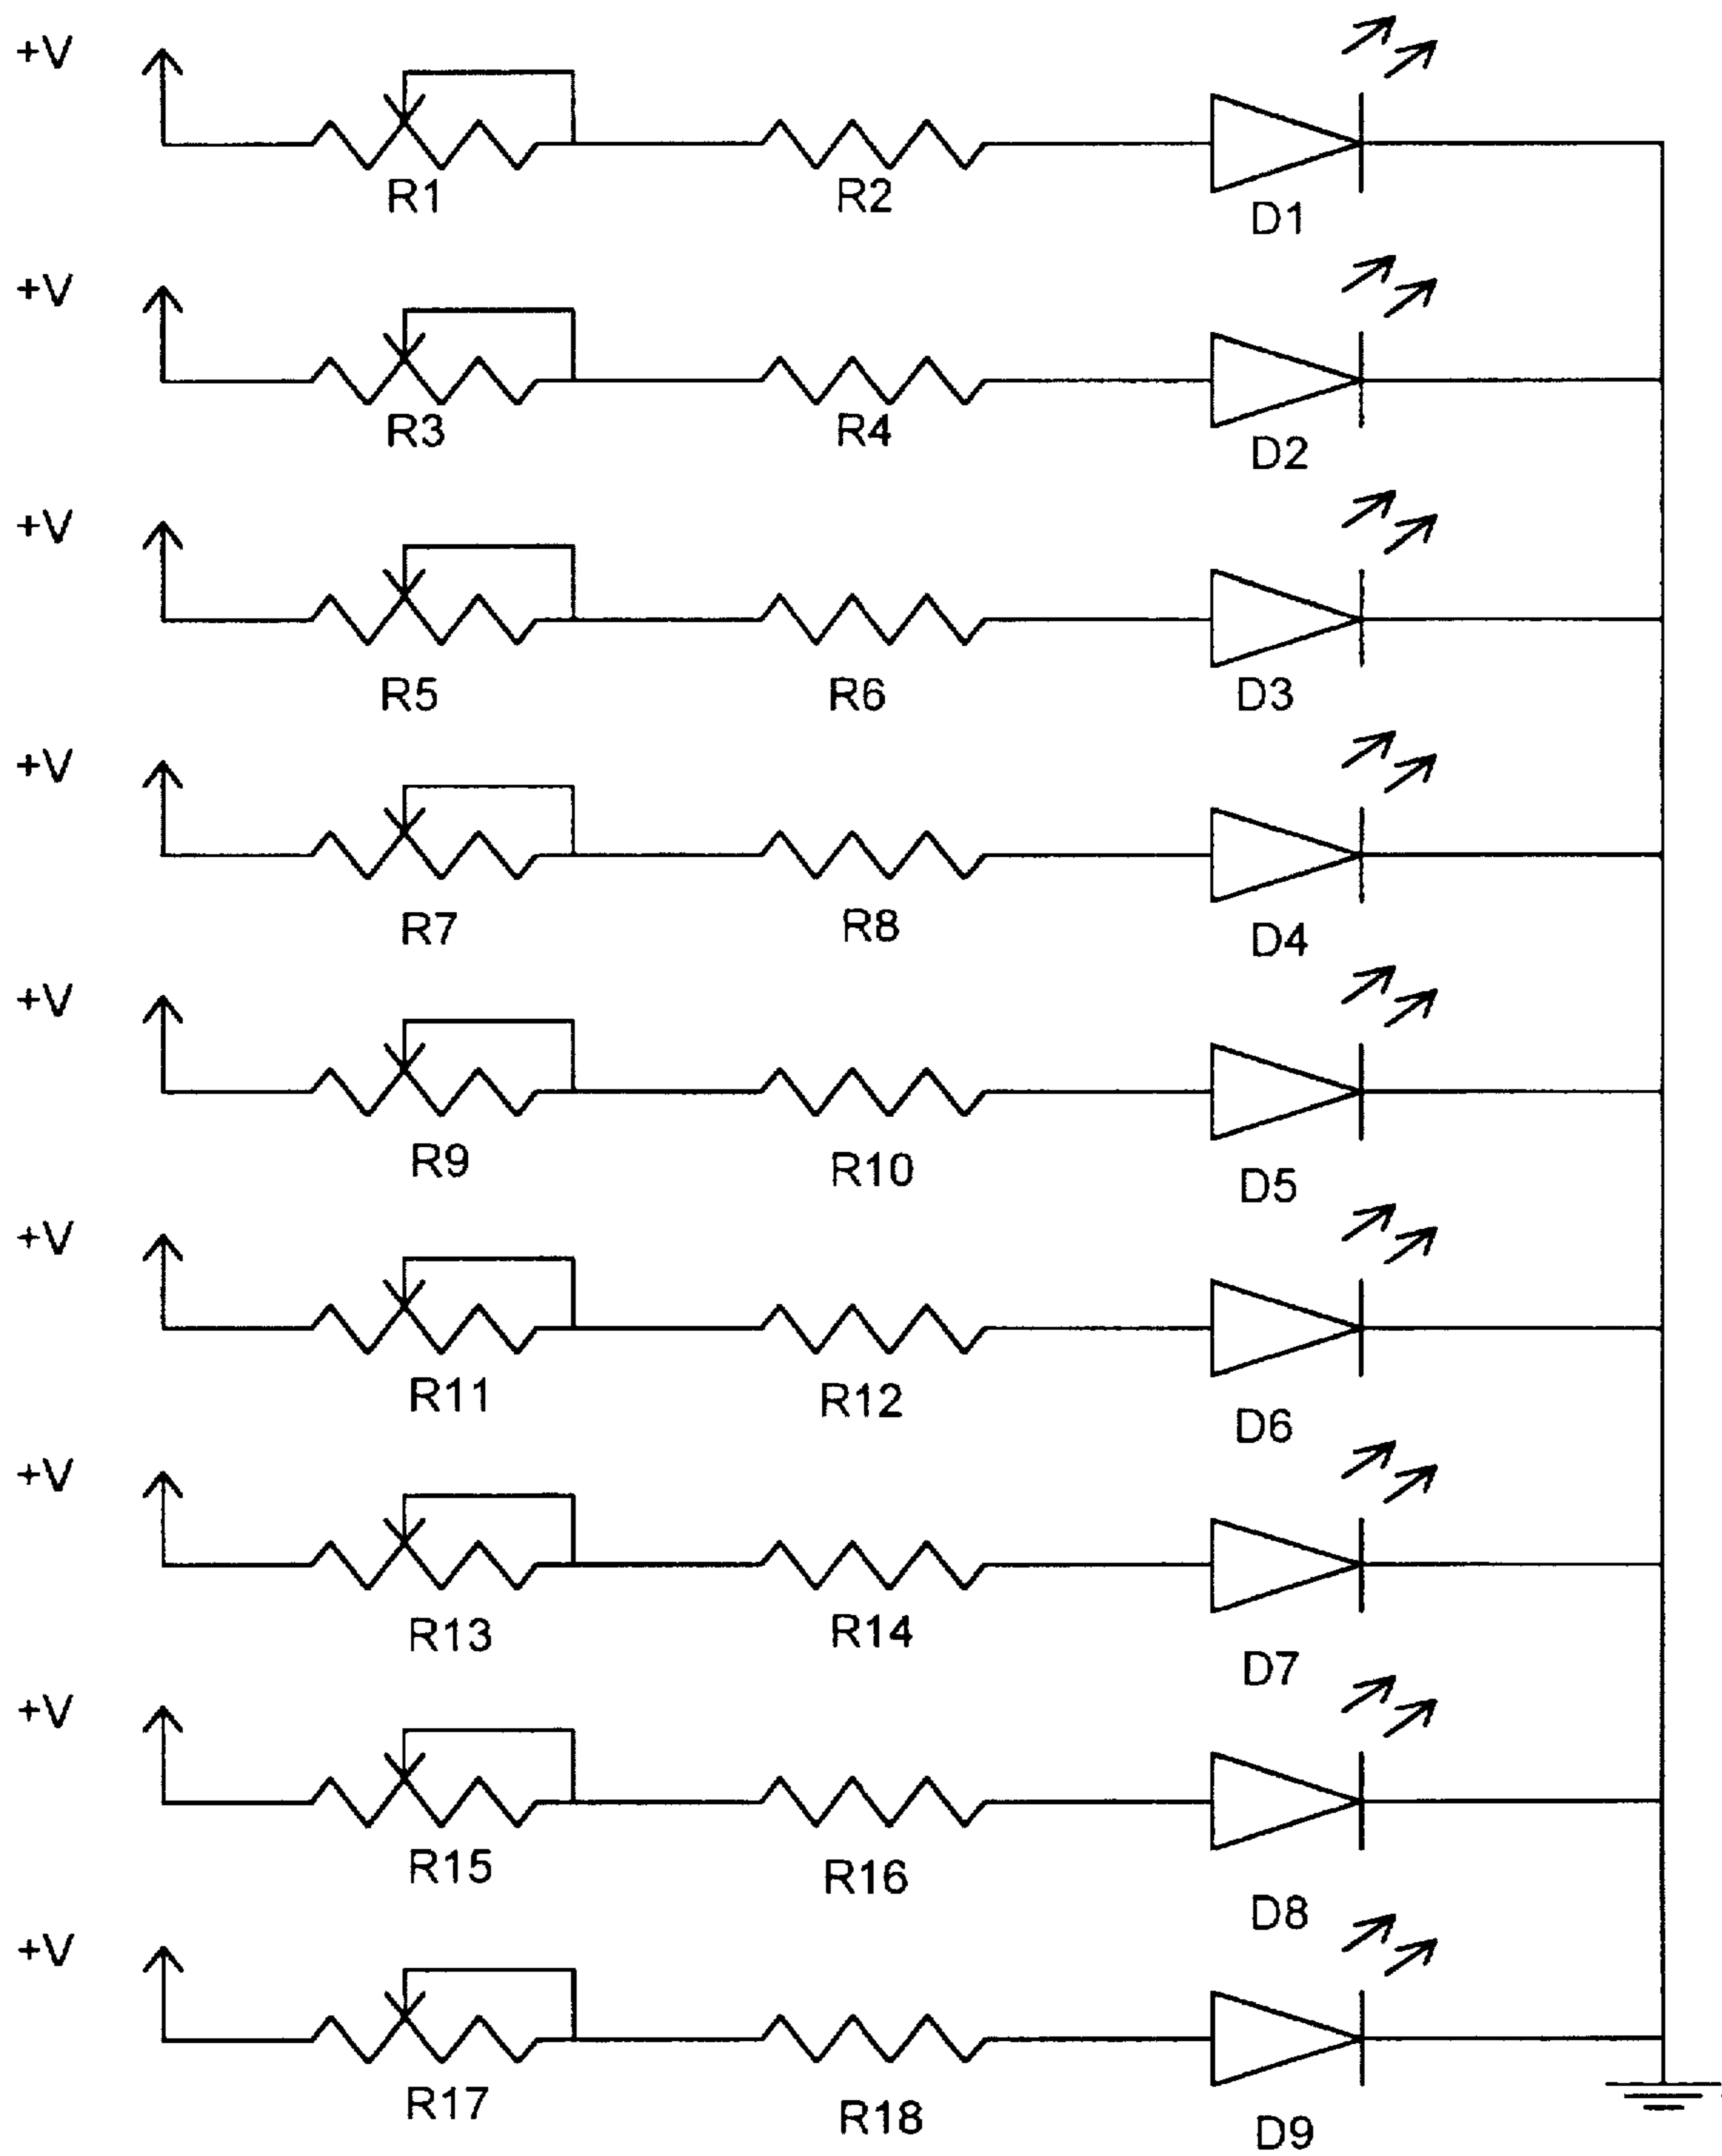 +V
R1 R2 D1
+V
R3 R4 D2
+V
R5 R6 D3
+V
R7 R8 D4
+V
R9 R10 D5
+V
R11 R12 D6
+V
R13 R14 D7
+V
R15 R16 D8
+V
R17 R18 D9